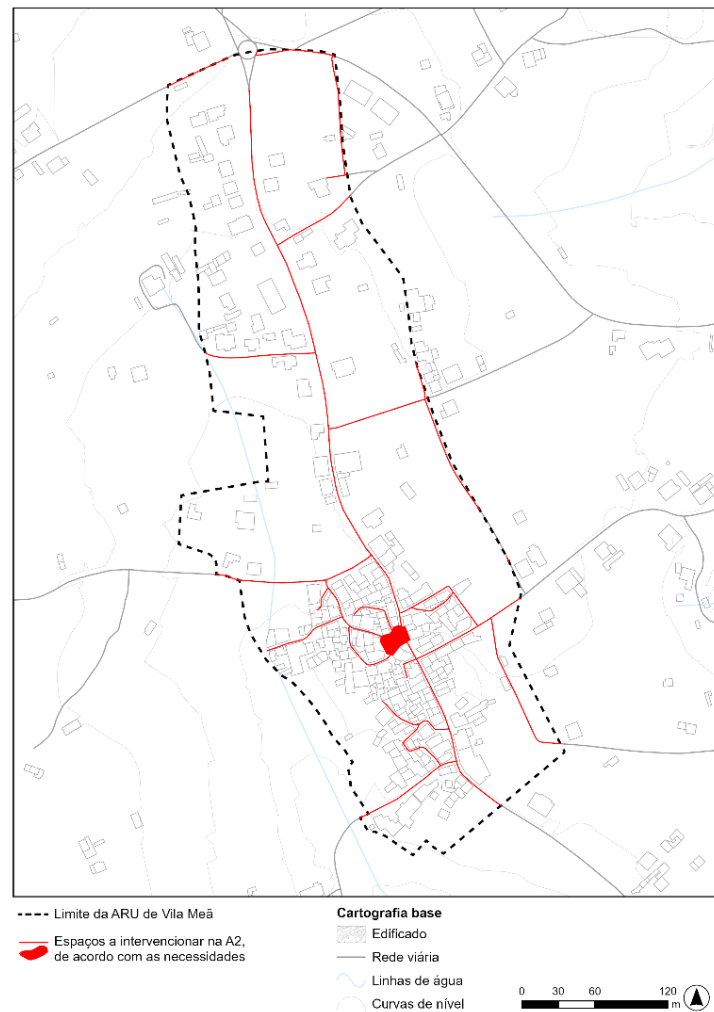 Limite da ARU de Vila Meã
Espaços a intervencionar na A2,
de acordo com as necessidades
Cartografia base
Edificado
Rede viária
Linhas de água
Curvas de nível
0 30 60 120
m